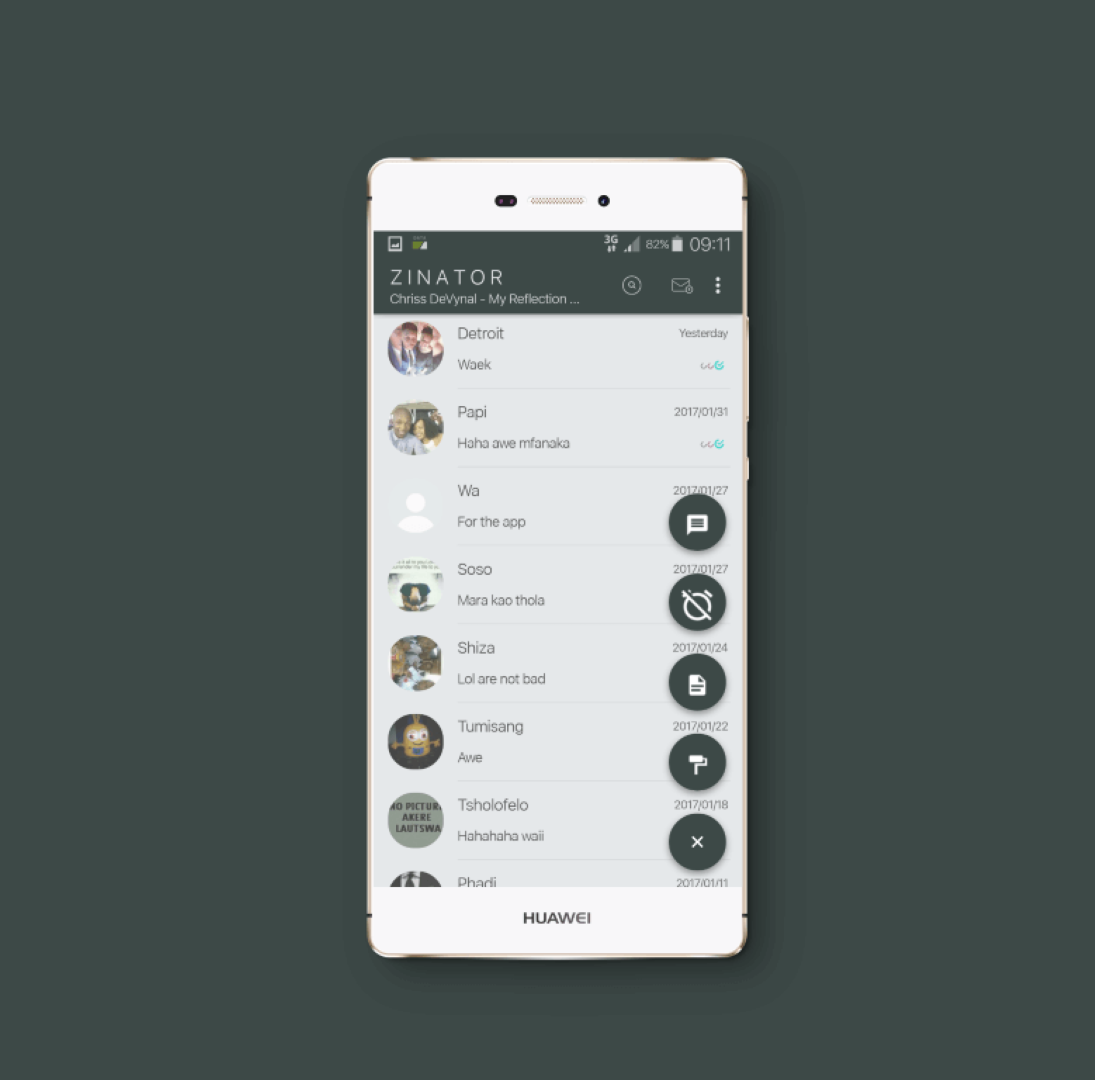 3G 82% 09:11
ZINATOR
Chriss DeVynal - My Reflection ...
Detroit Yesterday
Waek
Papi 2017/01/31
Haha awe mfanaka
Wa 2017/01/27
For the app
Soso 2017/01/27
Mara kao thola
Shiza 2017/01/24
Lol are not bad
Tumisang 2017/01/22
Awe
Tsholofelo 2017/01/18
NO PICTUR
AKERE
LAUTSWA
Hahahaha waii
Phadi 2017/01/11
HUAWEI